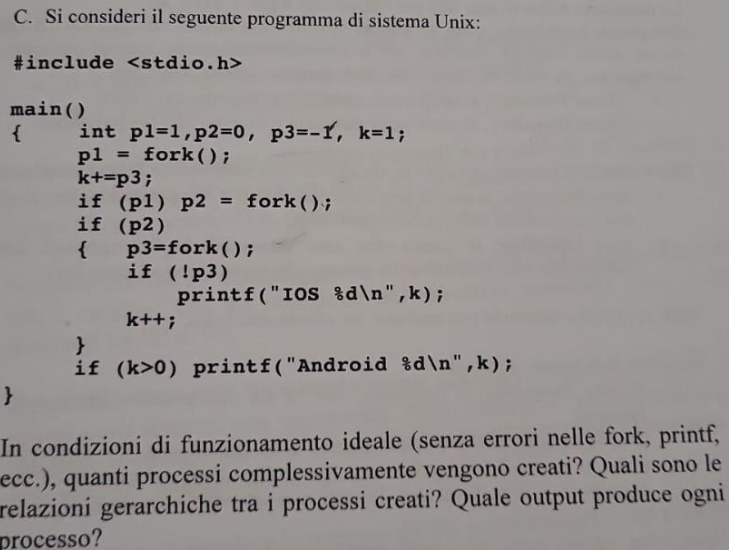 C. Si consideri il seguente programma di sistema Unix:
#include <stdio.h>
main()
{ int p1=1,p2=0, p3=-1, k=1;
p1 = fork();
k+=p3;
if (p1) p2 = fork();
if (p2)
{ p3=fork();
if (!p3)
printf("IOS %d\n",k);
k++;
}
if (k>0) printf("Android %d\n",k);
}
In condizioni di funzionamento ideale (senza errori nelle fork, printf,
ecc.), quanti processi complessivamente vengono creati? Quali sono le
relazioni gerarchiche tra i processi creati? Quale output produce ogni
processo?